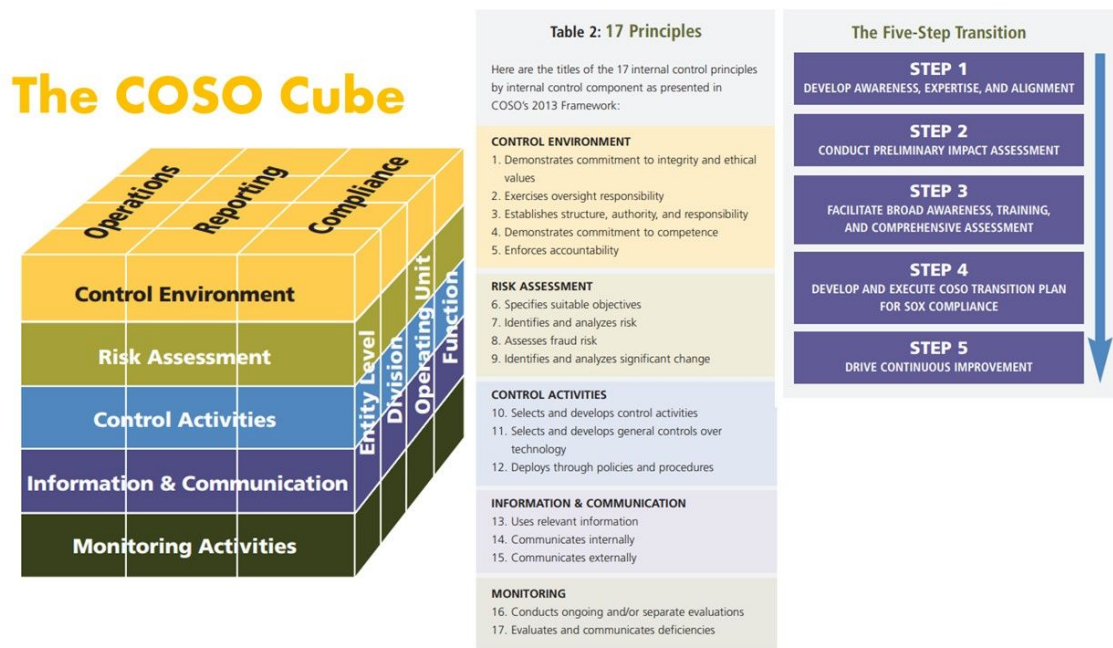 The COSO Cube
Operations
Reporting
Compliance
Control Environment
Risk Assessment
Control Activities
Information & Communication
Monitoring Activities
Entity Level
Division
Operating Unit
Function
Table 2: 17 Principles
Here are the titles of the 17 internal control principles
by internal control component as presented in
COSO's 2013 Framework:
CONTROL ENVIRONMENT
1. Demonstrates commitment to integrity and ethical
values
2. Exercises oversight responsibility
3. Establishes structure, authority, and responsibility
4. Demonstrates commitment to competence
5. Enforces accountability
RISK ASSESSMENT
6. Specifies suitable objectives
7. Identifies and analyzes risk
8. Assesses fraud risk
9. Identifies and analyzes significant change
CONTROL ACTIVITIES
10. Selects and develops control activities
11. Selects and develops general controls over
technology
12. Deploys through policies and procedures
INFORMATION & COMMUNICATION
13. Uses relevant information
14. Communicates internally
15. Communicates externally
MONITORING
16. Conducts ongoing and/or separate evaluations
17. Evaluates and communicates deficiencies
The Five-Step Transition
STEP 1
DEVELOP AWARENESS, EXPERTISE, AND ALIGNMENT
STEP 2
CONDUCT PRELIMINARY IMPACT ASSESSMENT
STEP 3
FACILITATE BROAD AWARENESS, TRAINING,
AND COMPREHENSIVE ASSESSMENT
STEP 4
DEVELOP AND EXECUTE COSO TRANSITION PLAN
FOR SOX COMPLIANCE
STEP 5
DRIVE CONTINUOUS IMPROVEMENT